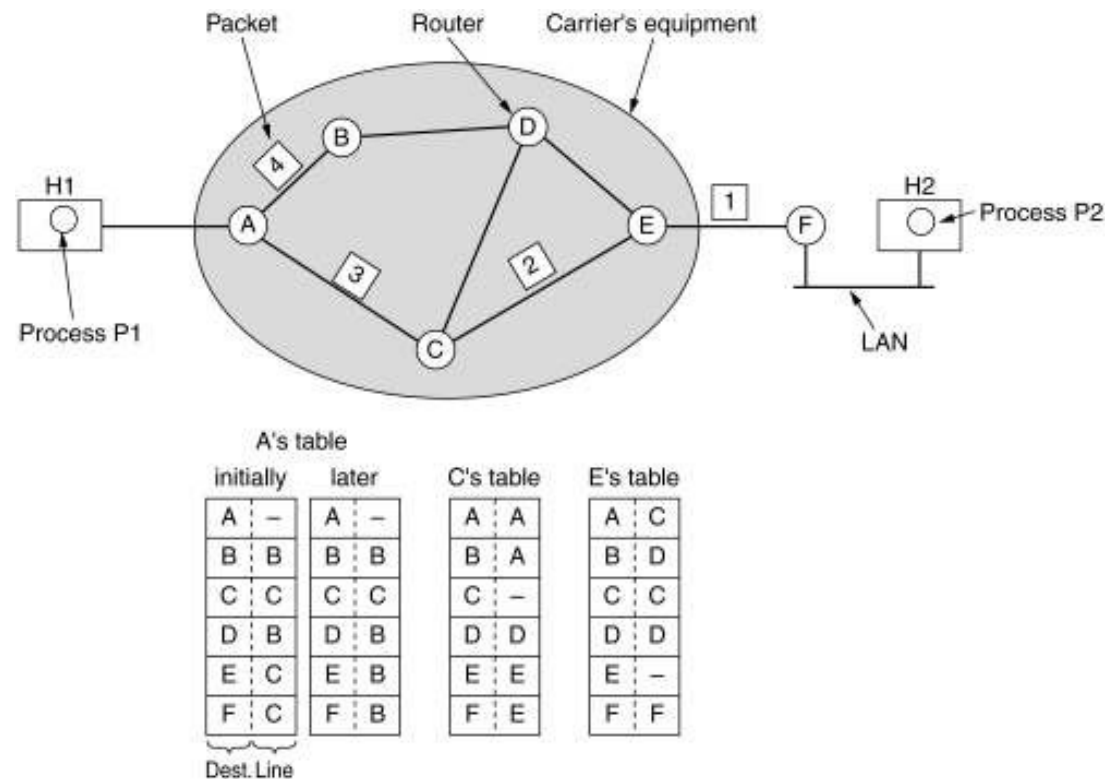 Packet
Router
Carrier's equipment
B
D
4
H1
H2
1
A
E
F
Process P2
3
2
Process P1
C
LAN
A's table
initially
later
C's table
E's table
A – A – A A A C
B B B B B A B D
C C C C C – C C
D B D B D D D D
E C E B E E E –
F C F B F E F F
Dest. Line